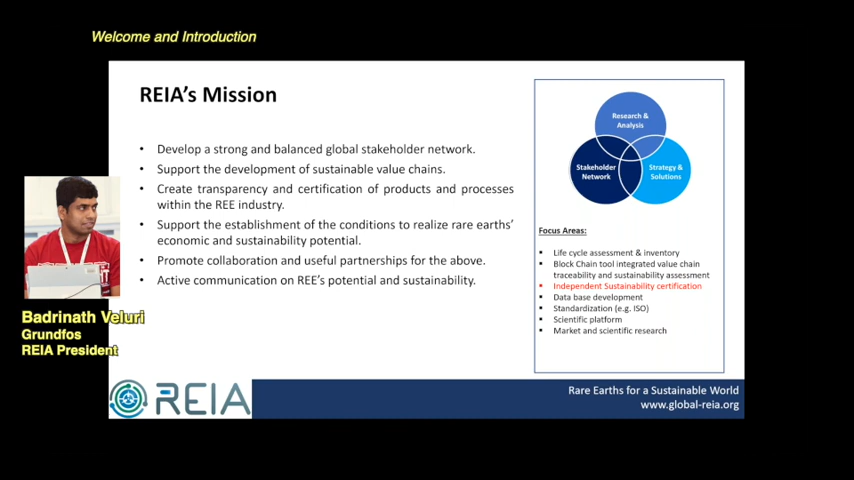 Welcome and Introduction
REIA's Mission
• Develop a strong and balanced global stakeholder network.
• Support the development of sustainable value chains.
• Create transparency and certification of products and processes
within the REE industry.
• Support the establishment of the conditions to realize rare earths'
economic and sustainability potential.
• Promote collaboration and useful partnerships for the above.
• Active communication on REE's potential and sustainability.
Research &
Analysis
Stakeholder
Network
Strategy &
Solutions
Focus Areas:
▪ Life cycle assessment & inventory
▪ Block Chain tool integrated value chain
traceability and sustainability assessment
▪ Independent Sustainability certification
▪ Data base development
▪ Standardization (e.g. ISO)
▪ Scientific platform
▪ Market and scientific research
Badrinath Veluri
Grundfos
REIA President
REIA
Rare Earths for a Sustainable World
www.global-reia.org